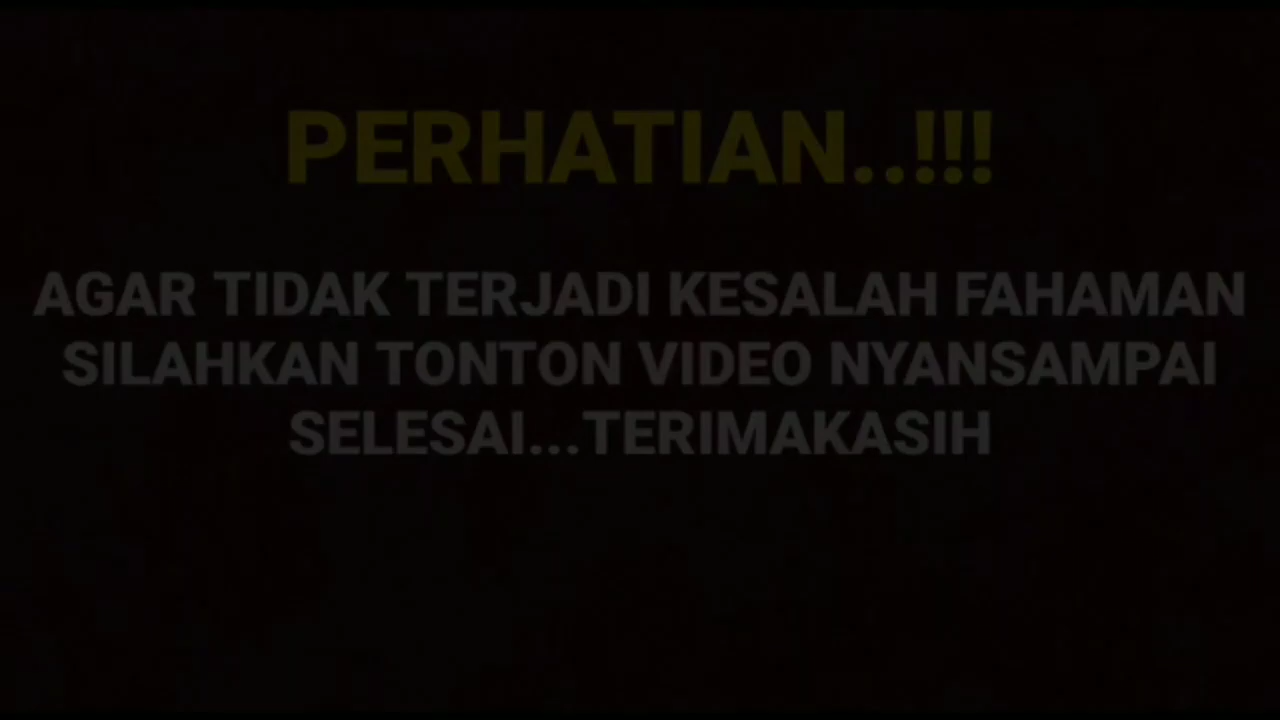 PERHATIAN..!!!
AGAR TIDAK TERJADI KESALAH FAHAMAN
SILAHKAN TONTON VIDEO NYANSAMPAI
SELESAI...TERIMAKASIH